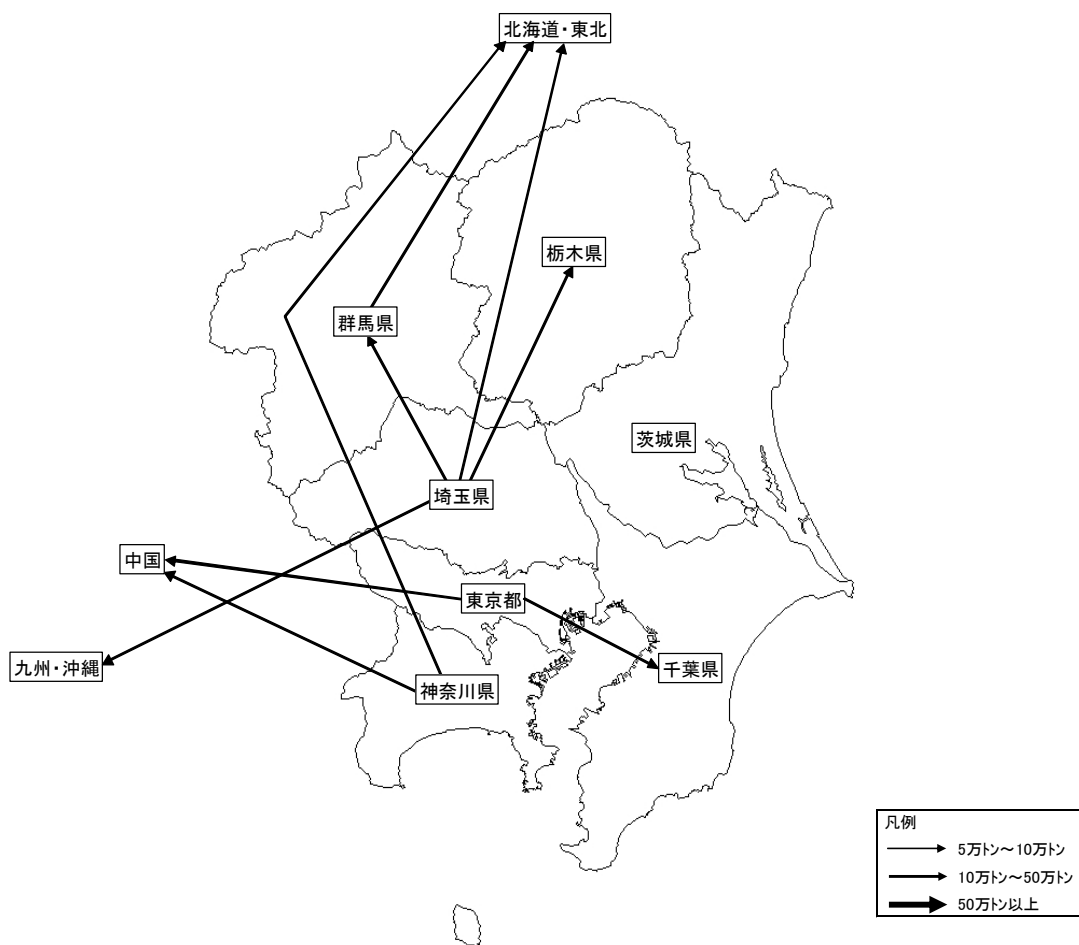 北海道・東北
栃木県
群馬県
茨城県
埼玉県
中国
東京都
九州・沖縄
千葉県
神奈川県
凡例
5万トン～10万トン
10万トン～50万トン
50万トン以上